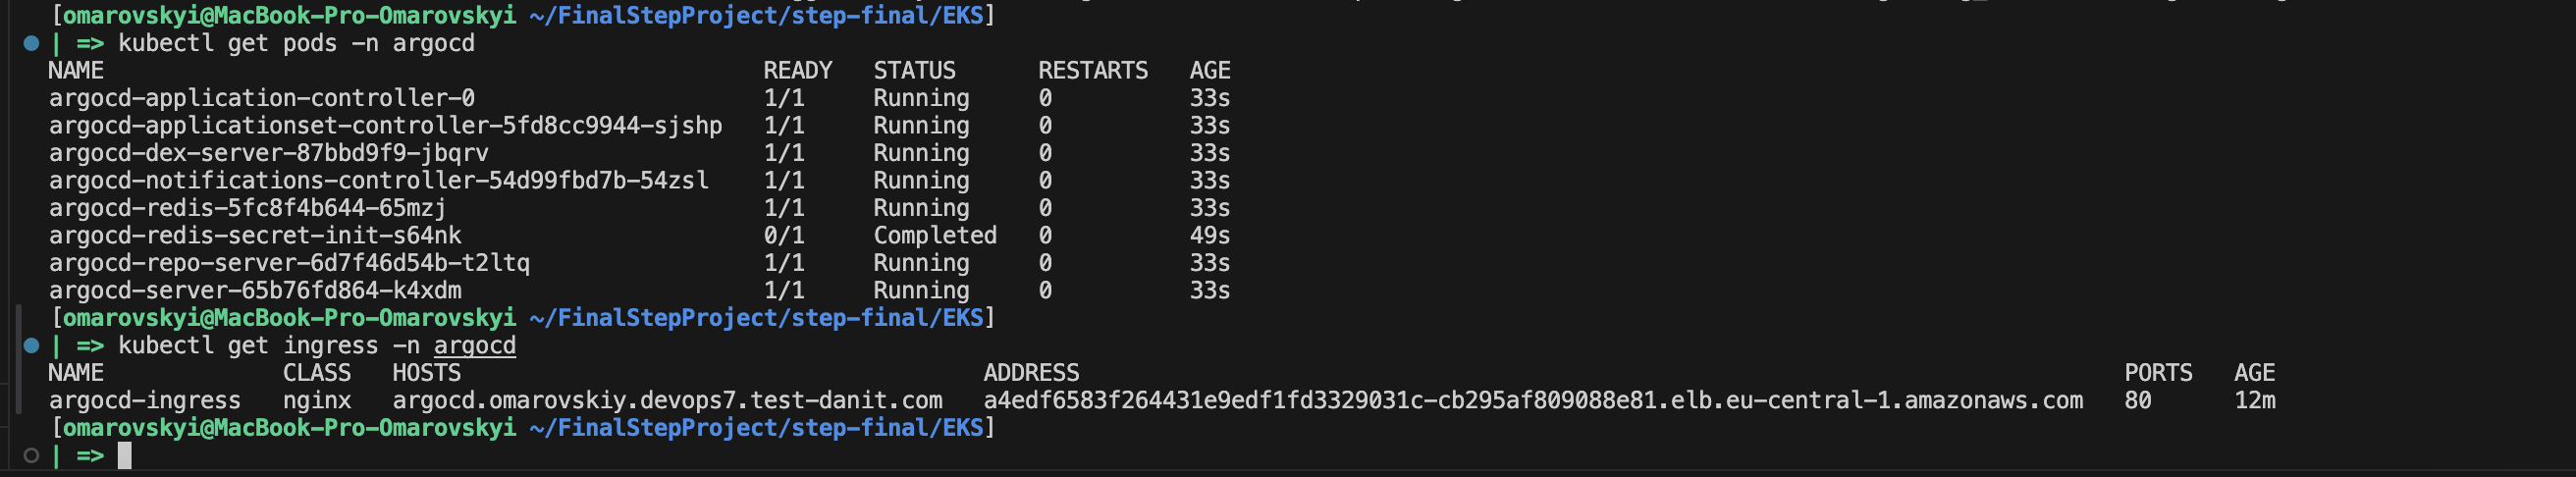 [omarovskyi@MacBook-Pro-Omarovskyi ~/FinalStepProject/step-final/EKS]
| => kubectl get pods -n argocd
NAME READY STATUS RESTARTS AGE
argocd-application-controller-0 1/1 Running 0 33s
argocd-applicationset-controller-5fd8cc9944-sjshp 1/1 Running 0 33s
argocd-dex-server-87bbd9f9-jbqrv 1/1 Running 0 33s
argocd-notifications-controller-54d99fbd7b-54zsl 1/1 Running 0 33s
argocd-redis-5fc8f4b644-65mzj 1/1 Running 0 33s
argocd-redis-secret-init-s64nk 0/1 Completed 0 49s
argocd-repo-server-6d7f46d54b-t2ltq 1/1 Running 0 33s
argocd-server-65b76fd864-k4xdm 1/1 Running 0 33s
[omarovskyi@MacBook-Pro-Omarovskyi ~/FinalStepProject/step-final/EKS]
| => kubectl get ingress -n argocd
NAME CLASS HOSTS ADDRESS PORTS AGE
argocd-ingress nginx argocd.omarovskiy.devops7.test-danit.com a4edf6583f264431e9edf1fd3329031c-cb295af809088e81.elb.eu-central-1.amazonaws.com 80 12m
[omarovskyi@MacBook-Pro-Omarovskyi ~/FinalStepProject/step-final/EKS]
| =>